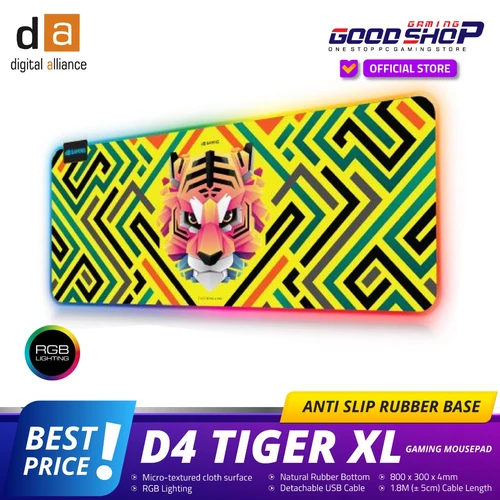 da
digital alliance
GAMING
GOODSHOP
ONE STOP PC GAMING STORE
OFFICIAL STORE
RGB
LIGHTING
ANTI SLIP RUBBER BASE
BEST
PRICE!
D4 TIGER XL
GAMING MOUSEPAD
- Micro-textured cloth surface
- RGB Lighting
- Natural Rubber Bottom
- Detachable USB Cable
- 800 x 300 x 4mm
- 1.8M (± 5cm) Cable Length